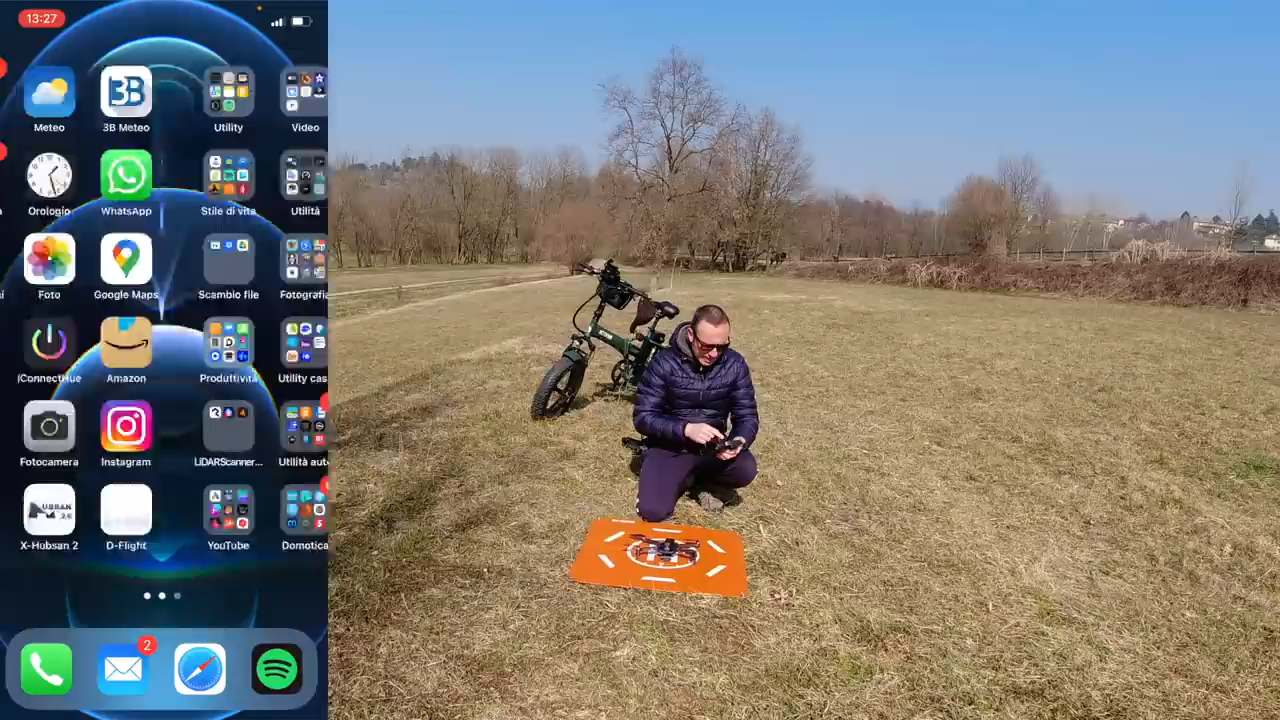 13:27
Meteo
3B Meteo
Utility
Video
Orologio
WhatsApp
Stile di vita
Utilità
Foto
Google Maps
Scambio file
Fotografi
iConnectHue
Amazon
Produttività
Utility cas
Fotocamera
Instagram
LiDARScanner...
Utilità aut
X-Hubsan 2
D-Flight
YouTube
Domotica
2